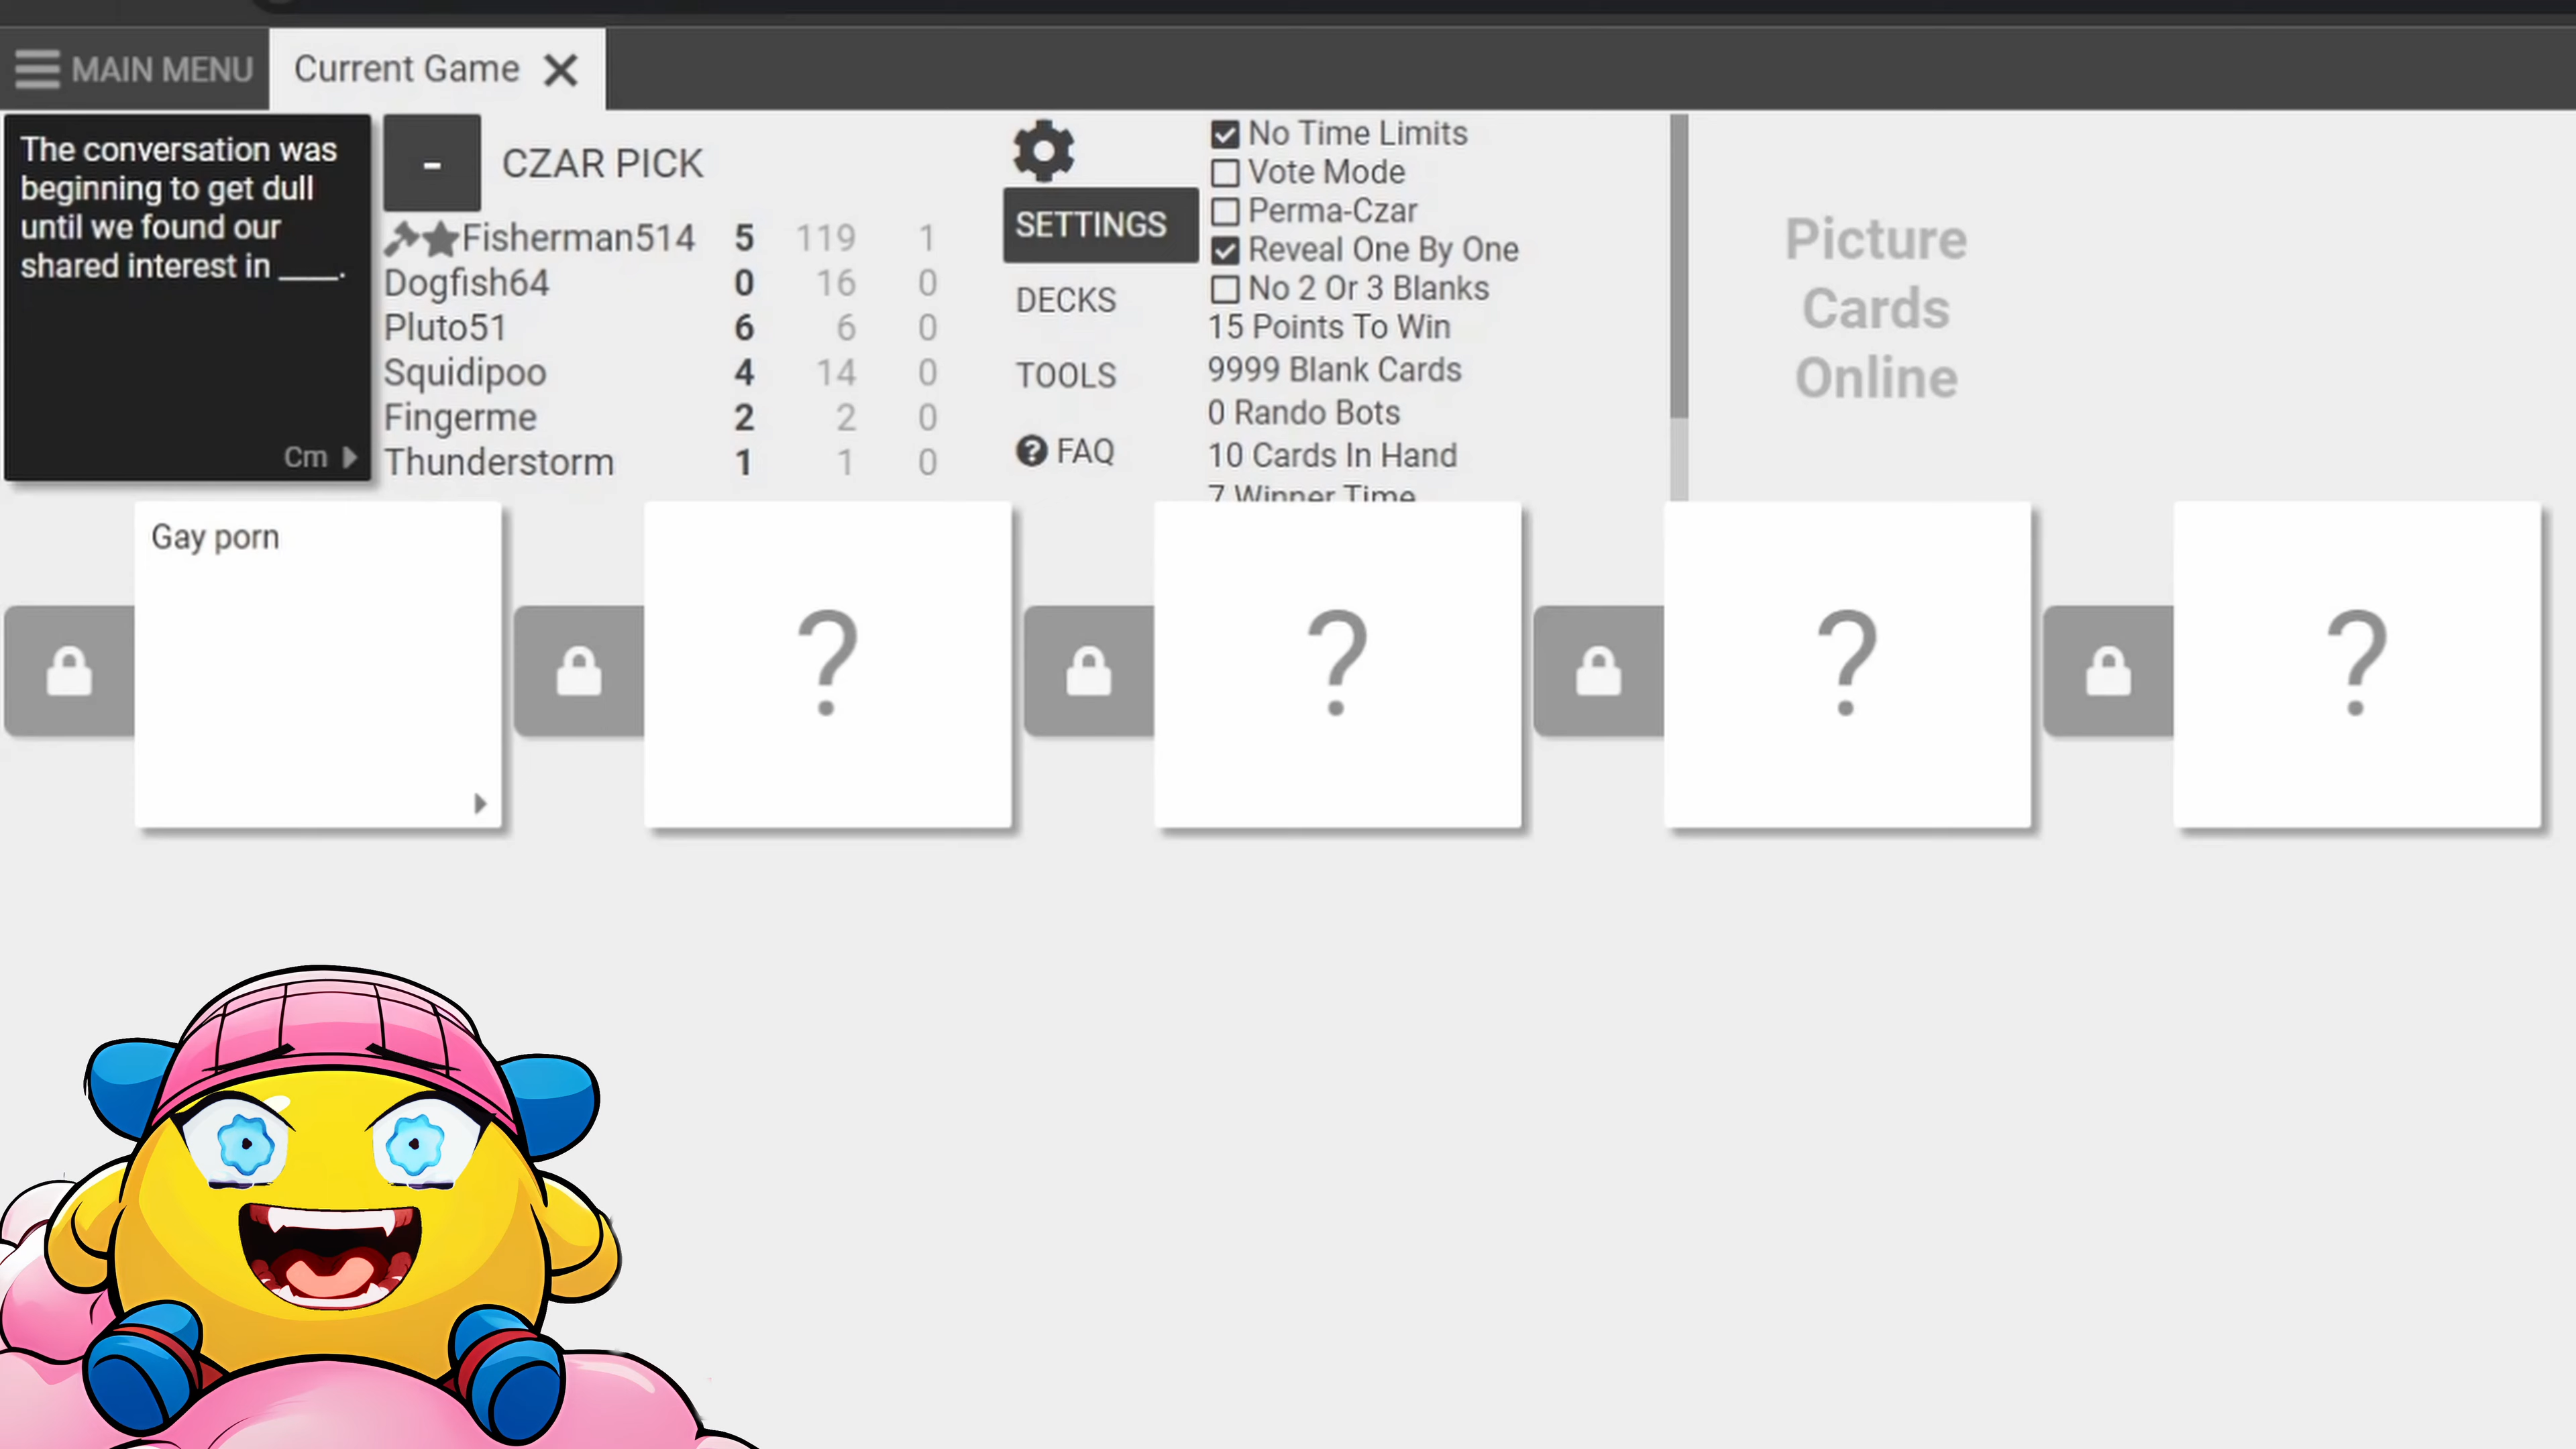 MAIN MENU
Current Game
The conversation was
beginning to get dull
until we found our
shared interest in ____.
Cm
-
CZAR PICK
Fisherman514 5 119 1
Dogfish64 0 16 0
Pluto51 6 6 0
Squidipoo 4 14 0
Fingerme 2 2 0
Thunderstorm 1 1 0
SETTINGS
DECKS
TOOLS
? FAQ
No Time Limits
Vote Mode
Perma-Czar
Reveal One By One
No 2 Or 3 Blanks
15 Points To Win
9999 Blank Cards
0 Rando Bots
10 Cards In Hand
7 Winner Time
Picture
Cards
Online
Gay porn
?
?
?
?